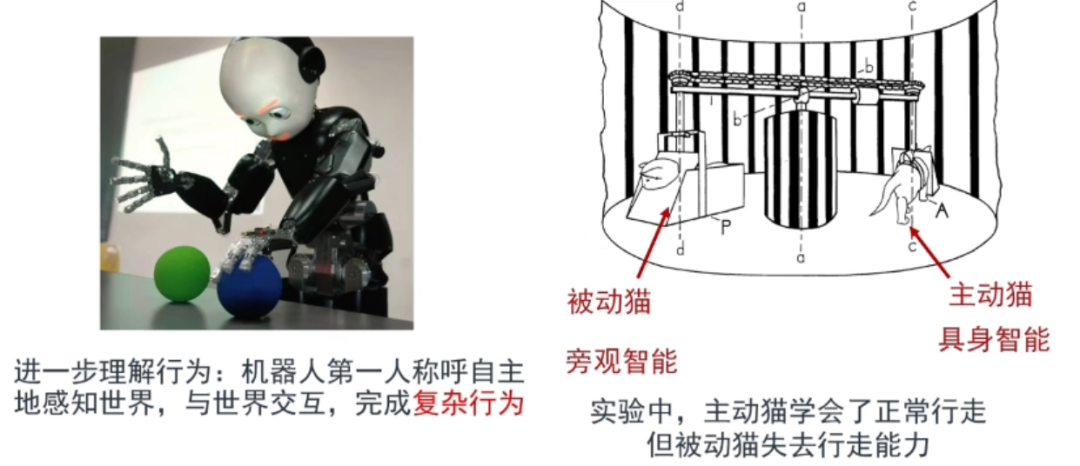 进一步理解行为：机器人第一人称呼自主
地感知世界，与世界交互，完成复杂行为
d
a
c
b
b
P
A
d
a
c
被动猫
主动猫
旁观智能
具身智能
实验中，主动猫学会了正常行走
但被动猫失去行走能力